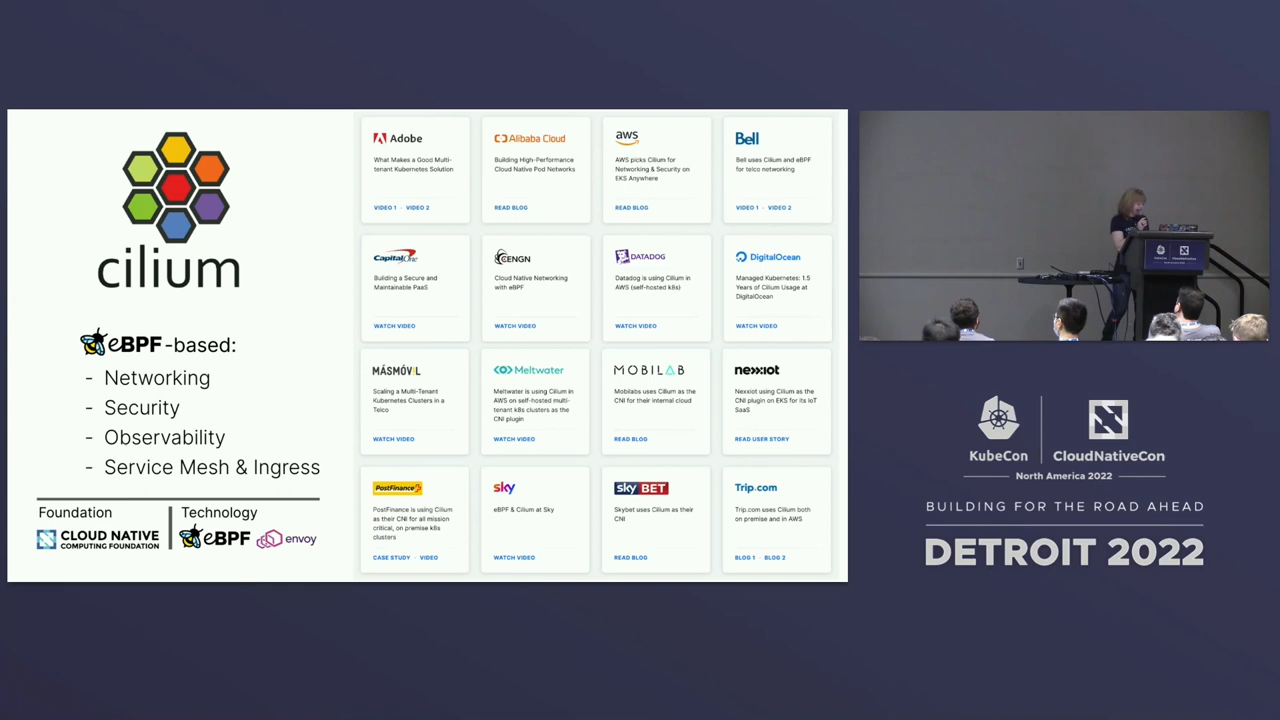 cilium
eBPF-based:
- Networking
- Security
- Observability
- Service Mesh & Ingress
Foundation
CLOUD NATIVE
COMPUTING FOUNDATION
Technology
eBPF
envoy
Adobe
What Makes a Good Multi-
tenant Kubernetes Solution
VIDEO 1 · VIDEO 2
Alibaba Cloud
Building High-Performance
Cloud Native Pod Networks
READ BLOG
aws
AWS picks Cilium for
Networking & Security on
EKS Anywhere
READ BLOG
Bell
Bell uses Cilium and eBPF
for telco networking
VIDEO 1 · VIDEO 2
CapitalOne
Building a Secure and
Maintainable PaaS
WATCH VIDEO
CENGN
Cloud Native Networking
with eBPF
WATCH VIDEO
DATADOG
Datadog is using Cilium in
AWS (self-hosted k8s)
WATCH VIDEO
DigitalOcean
Managed Kubernetes: 1.5
Years of Cilium Usage at
DigitalOcean
WATCH VIDEO
MÁSMÓVIL
Scaling a Multi-Tenant
Kubernetes Clusters in a
Telco
WATCH VIDEO
Meltwater
Meltwater is using Cilium in
AWS on self-hosted multi-
tenant k8s clusters as the
CNI plugin
WATCH VIDEO
MOBILAB
Mobilabs uses Cilium as the
CNI for their internal cloud
READ BLOG
nexxiot
Nexxiot using Cilium as the
CNI plugin on EKS for its IoT
SaaS
READ USER STORY
PostFinance
PostFinance is using Cilium
as their CNI for all mission
critical, on premise k8s
clusters
CASE STUDY · VIDEO
sky
eBPF & Cilium at Sky
WATCH VIDEO
sky BET
Skybet uses Cilium as their
CNI
READ BLOG
Trip.com
Trip.com uses Cilium both
on premise and in AWS
BLOG 1 · BLOG 2
KubeCon
CloudNativeCon
North America 2022
BUILDING FOR THE ROAD AHEAD
DETROIT 2022